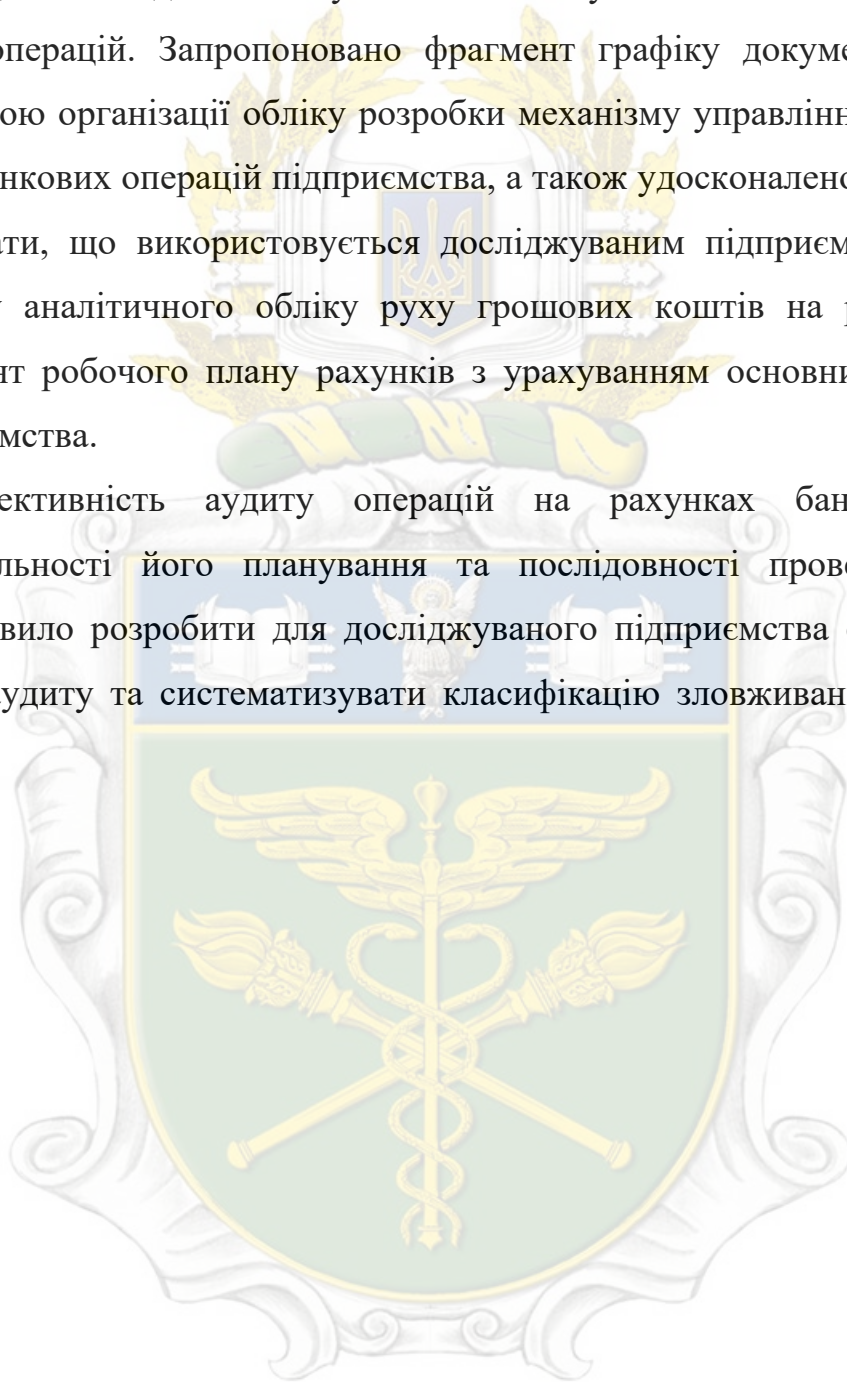 операцій. Запропоновано фрагмент графіку докуме
ою організації обліку розробки механізму управлінн
нкових операцій підприємства, а також удосконалено
ати, що використовується досліджуваним підприєм
у аналітичного обліку руху грошових коштів на р
нт робочого плану рахунків з урахуванням основни
мства.
ективність аудиту операцій на рахунках бан
льності його планування та послідовності прове
вило розробити для досліджуваного підприємства
аудиту та систематизувати класифікацію зловживан